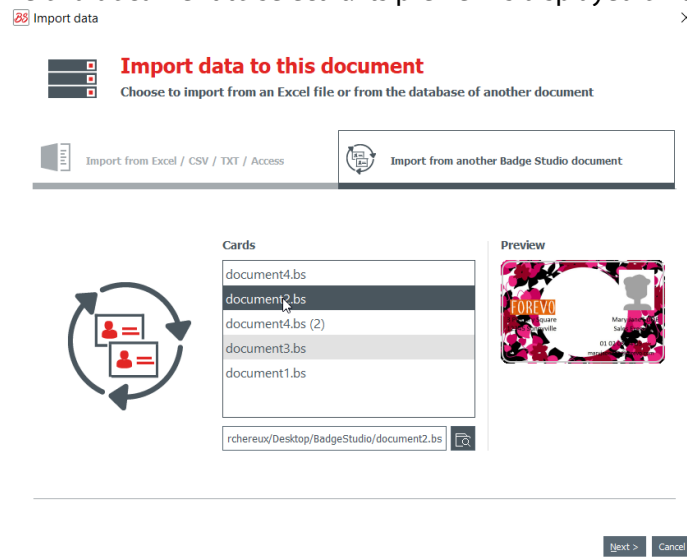 Import data
Import data to this document
Choose to import from an Excel file or from the database of another document
Import from Excel / CSV / TXT / Access
Import from another Badge Studio document
Cards
Preview
document4.bs
document2.bs
document4.bs (2)
document3.bs
document1.bs
FOREVO
rchereux/Desktop/BadgeStudio/document2.bs
Next >
Cancel